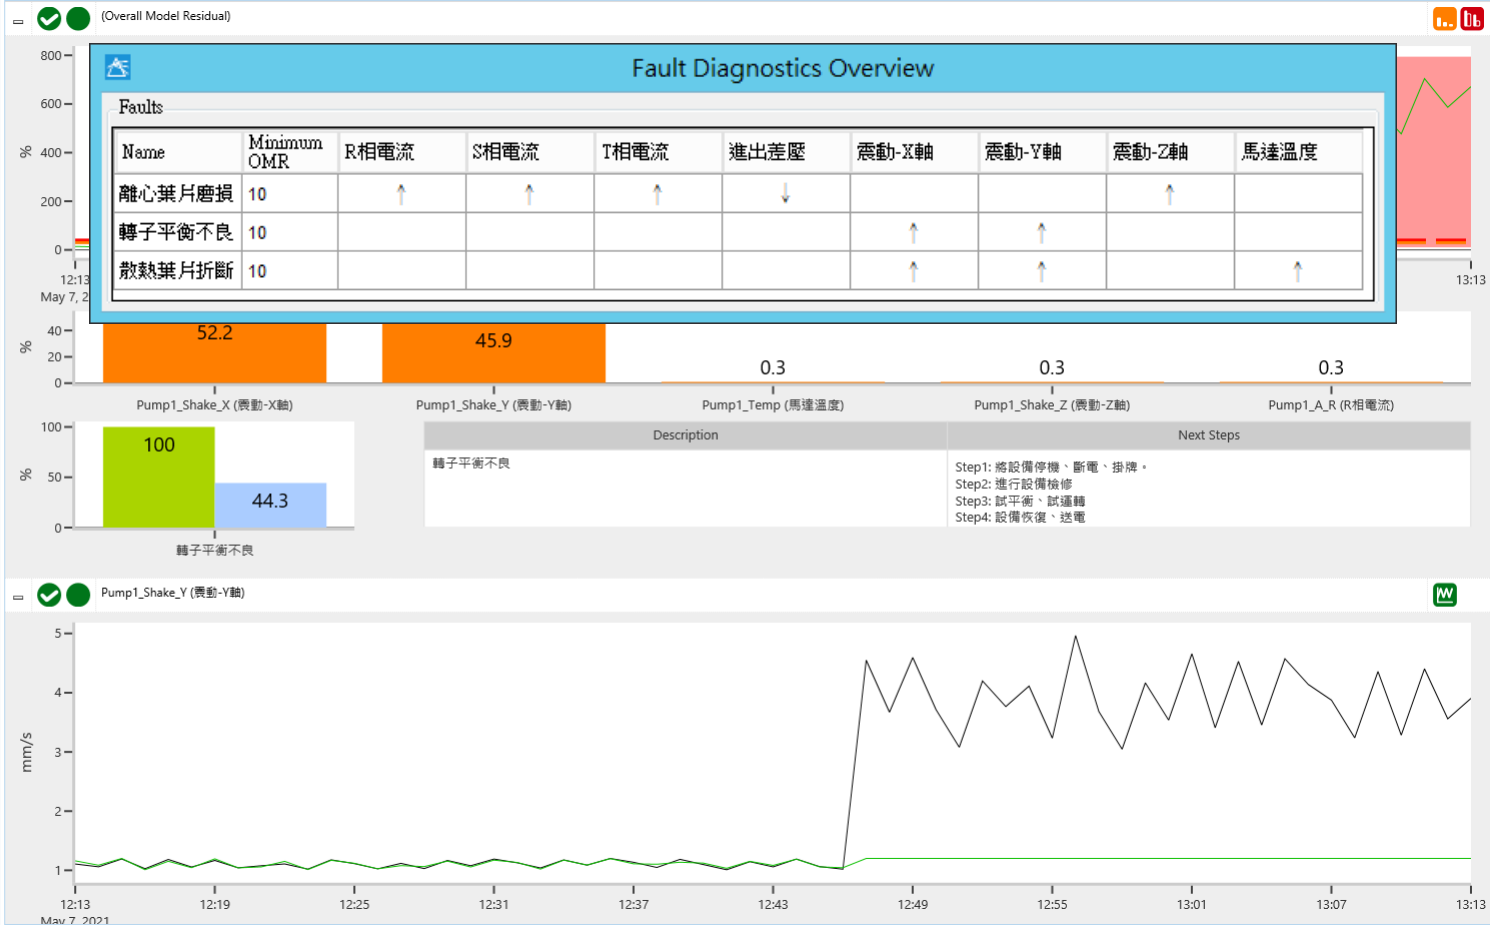 (Overall Model Residual)
800
600
%
400
200
0
12:13
May 7, 2
13:13
Fault Diagnostics Overview
Faults
Name Minimum OMR R相電流 S相電流 T相電流 進出差壓 震動-X軸 震動-Y軸 震動-Z軸 馬達溫度
離心葉片磨損 10 ↑ ↑ ↑ ↓ ↑
轉子平衡不良 10 ↑ ↑
散熱葉片折斷 10 ↑ ↑ ↑
40
%
20
0
52.2 45.9 0.3 0.3 0.3
Pump1_Shake_X (震動-X軸) Pump1_Shake_Y (震動-Y軸) Pump1_Temp (馬達溫度) Pump1_Shake_Z (震動-Z軸) Pump1_A_R (R相電流)
100
%
50
0
100
44.3
轉子平衡不良
Description Next Steps
轉子平衡不良
Step1: 將設備停機、斷電、掛牌。
Step2: 進行設備檢修
Step3: 試平衡、試運轉
Step4: 設備恢復、送電
Pump1_Shake_Y (震動-Y軸)
5
4
mm/s
3
2
1
12:13 12:19 12:25 12:31 12:37 12:43 12:49 12:55 13:01 13:07 13:13
May 7, 2021